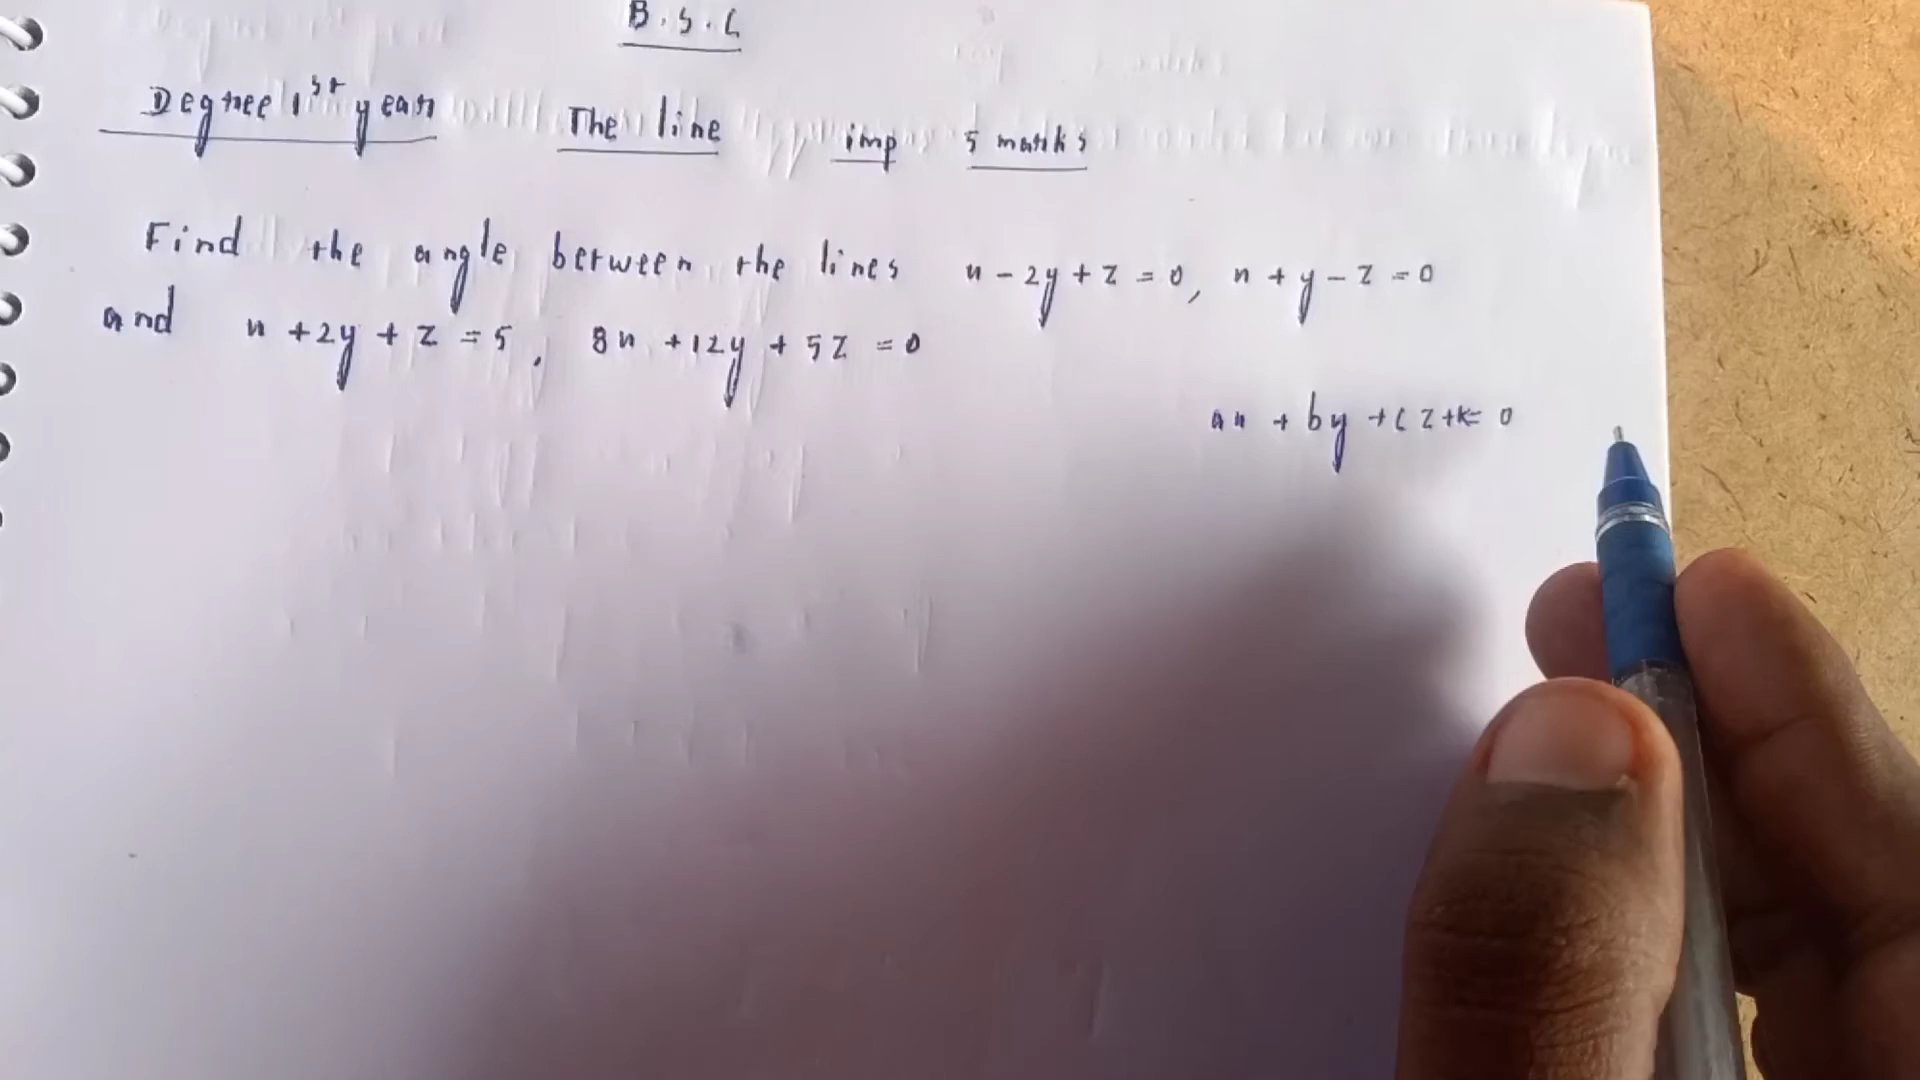 B.S.C
Degree 1st year The line imp 5 marks
Find the angle between the lines x - 2y + z = 0, x + y - z = 0
and x + 2y + z = 5, 8x + 12y + 5z = 0
ax + by + cz + k = 0